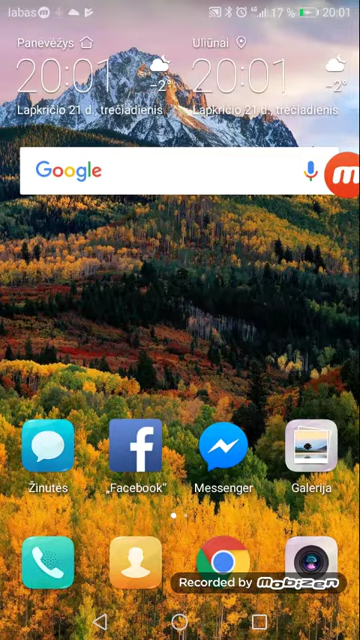 labas 4G 17 % 20:01
Panevėžys Uliūnai
20:01 20:01
−2° −2°
Lapkričio 21 d., trečiadienis Lapkričio 21 d., trečiadienis
Google
Žinutės „Facebook“ Messenger Galerija
Recorded by mobizen